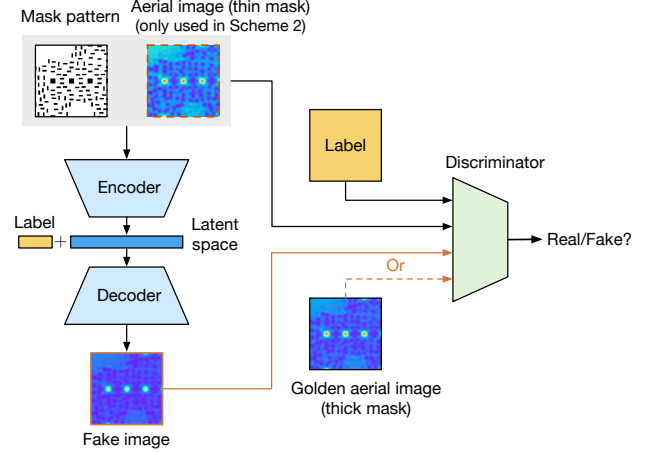 Mask pattern
Aerial image (thin mask)
(only used in Scheme 2)
Label
Discriminator
Encoder
Label
+
Latent
space
Real/Fake?
Or
Decoder
Golden aerial image
(thick mask)
Fake image